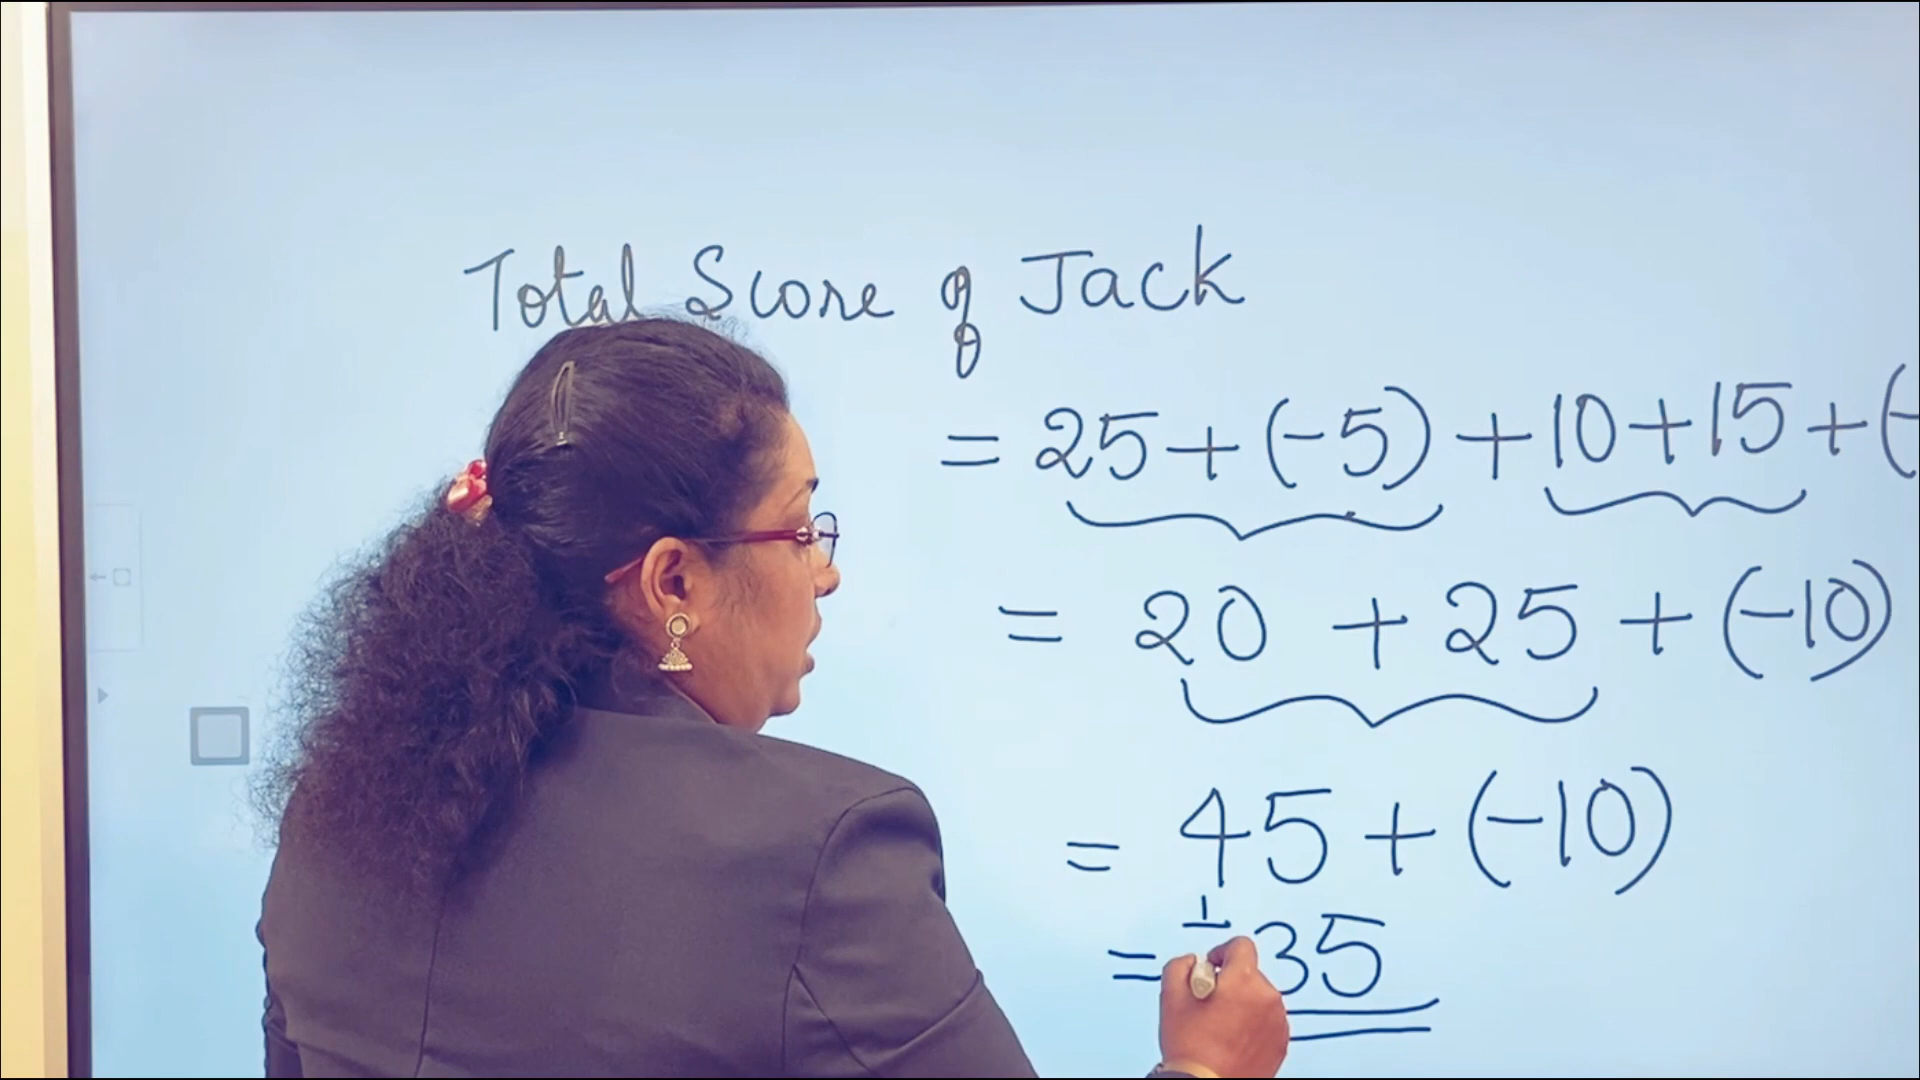 Total Score of Jack
= 25 + (-5) + 10 + 15 + (-
= 20 + 25 + (-10)
= 45 + (-10)
= + 35